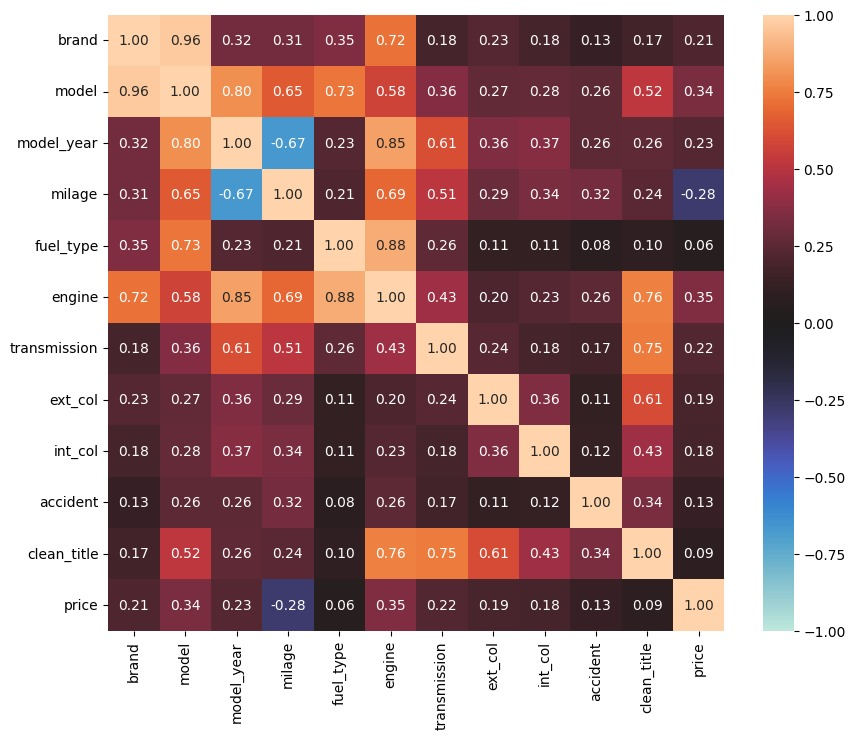 brand 1.00 0.96 0.32 0.31 0.35 0.72 0.18 0.23 0.18 0.13 0.17 0.21
model 0.96 1.00 0.80 0.65 0.73 0.58 0.36 0.27 0.28 0.26 0.52 0.34
model_year 0.32 0.80 1.00 -0.67 0.23 0.85 0.61 0.36 0.37 0.26 0.26 0.23
milage 0.31 0.65 -0.67 1.00 0.21 0.69 0.51 0.29 0.34 0.32 0.24 -0.28
fuel_type 0.35 0.73 0.23 0.21 1.00 0.88 0.26 0.11 0.11 0.08 0.10 0.06
engine 0.72 0.58 0.85 0.69 0.88 1.00 0.43 0.20 0.23 0.26 0.76 0.35
transmission 0.18 0.36 0.61 0.51 0.26 0.43 1.00 0.24 0.18 0.17 0.75 0.22
ext_col 0.23 0.27 0.36 0.29 0.11 0.20 0.24 1.00 0.36 0.11 0.61 0.19
int_col 0.18 0.28 0.37 0.34 0.11 0.23 0.18 0.36 1.00 0.12 0.43 0.18
accident 0.13 0.26 0.26 0.32 0.08 0.26 0.17 0.11 0.12 1.00 0.34 0.13
clean_title 0.17 0.52 0.26 0.24 0.10 0.76 0.75 0.61 0.43 0.34 1.00 0.09
price 0.21 0.34 0.23 -0.28 0.06 0.35 0.22 0.19 0.18 0.13 0.09 1.00
brand model model_year milage fuel_type engine transmission ext_col int_col accident clean_title price
1.00
0.75
0.50
0.25
0.00
−0.25
−0.50
−0.75
−1.00